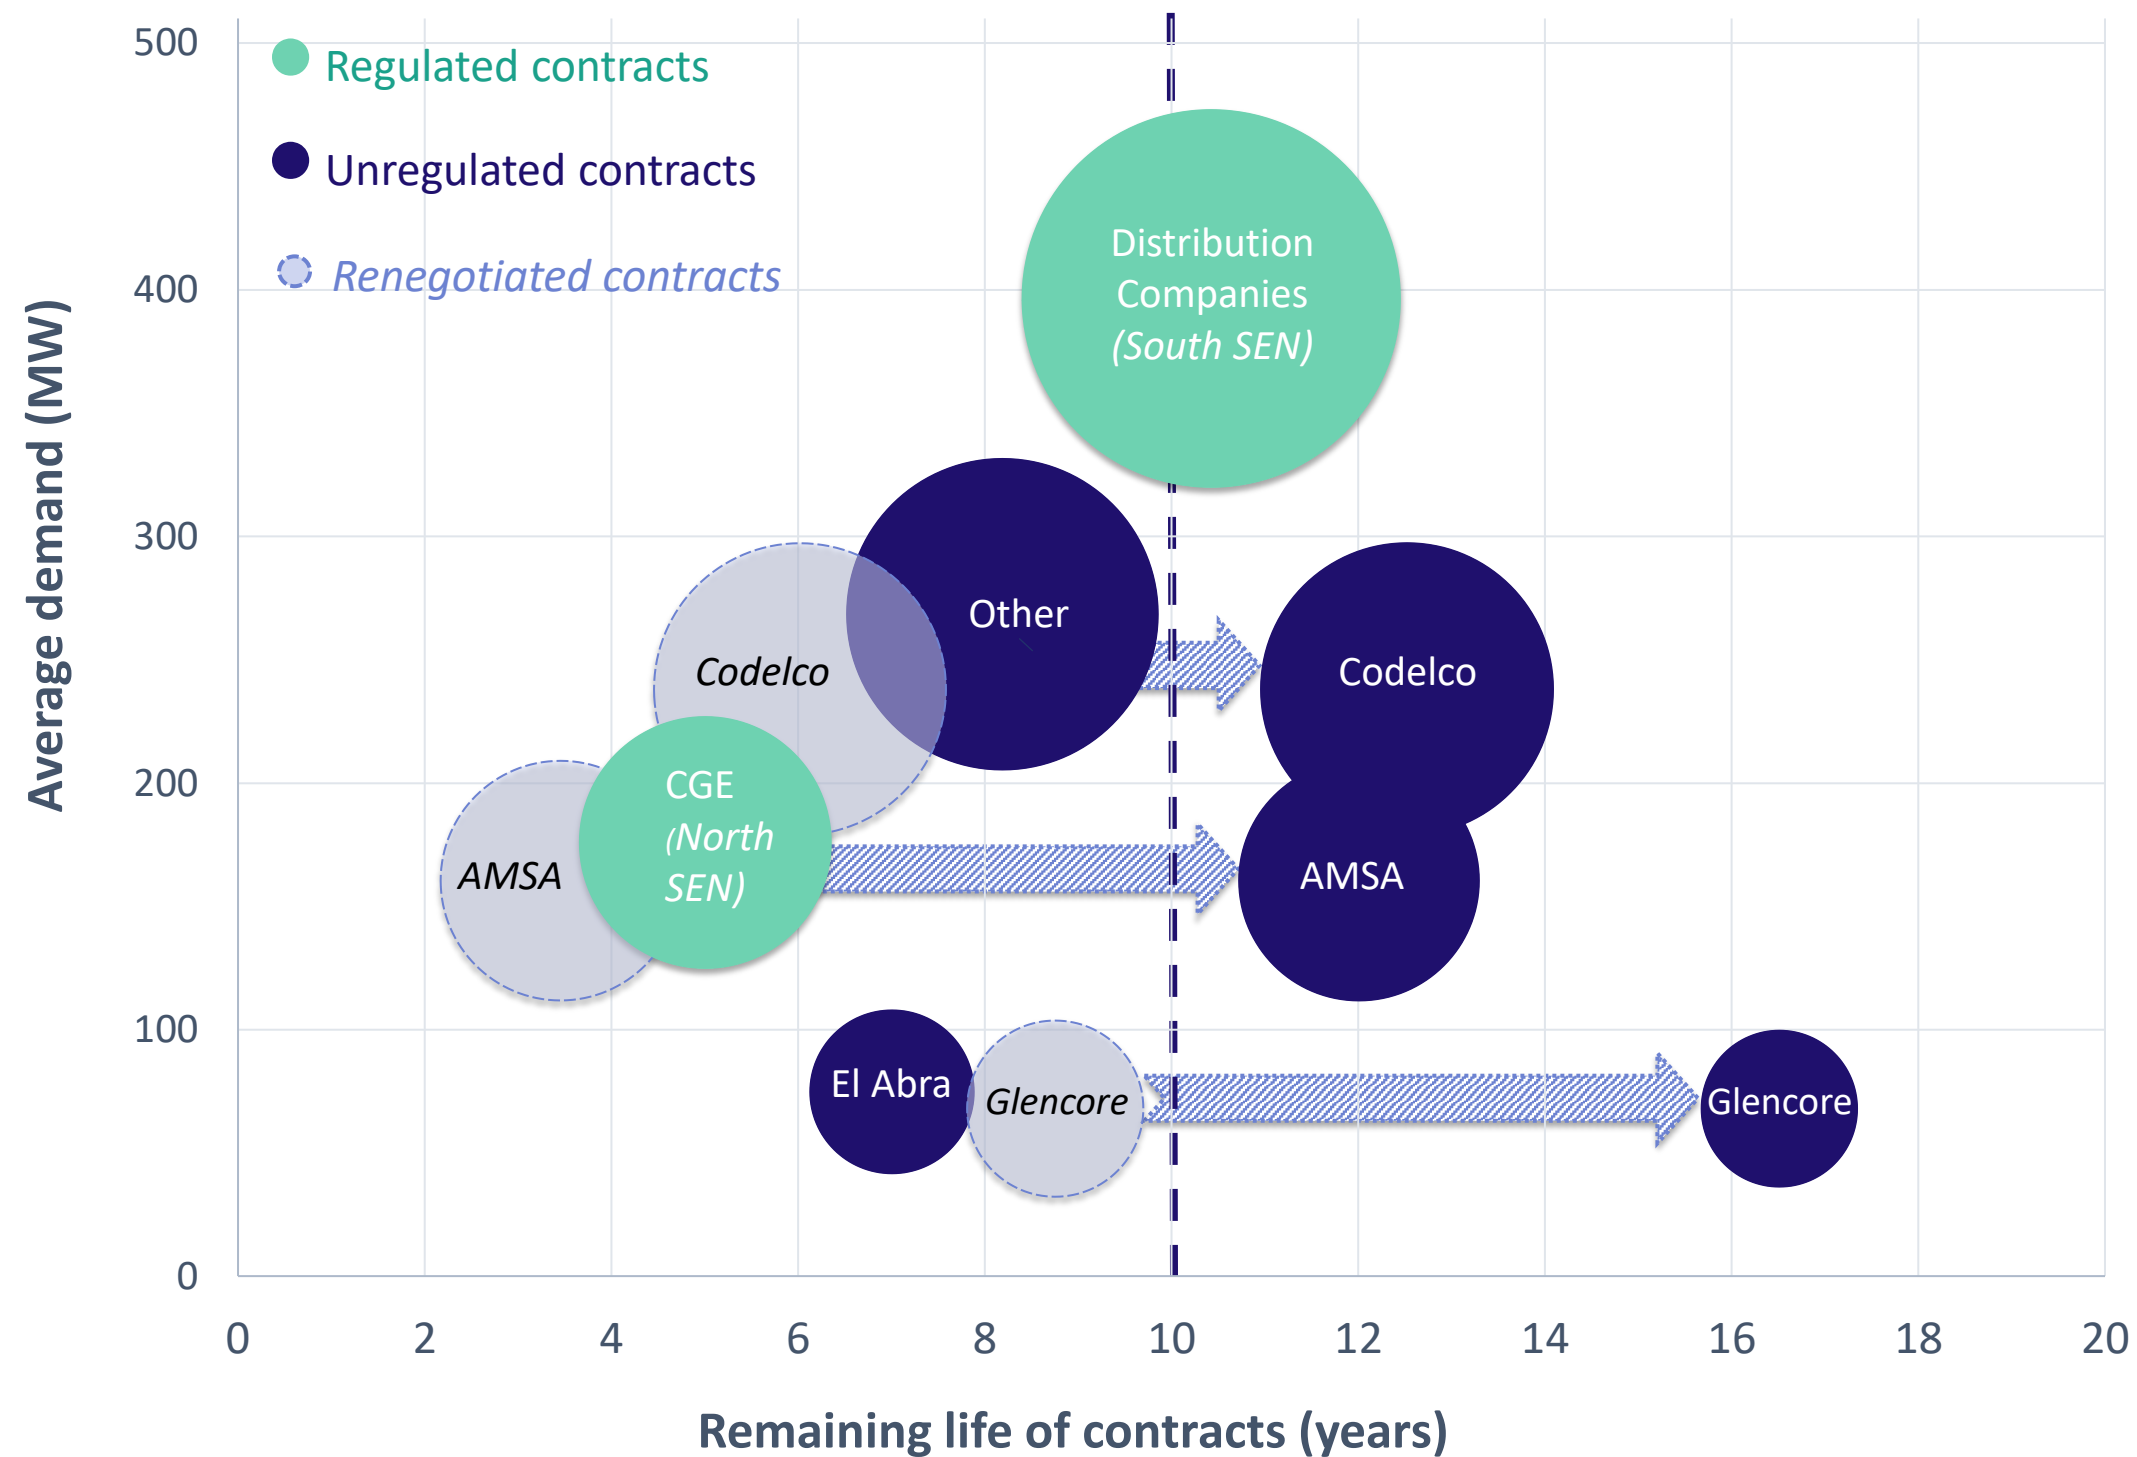 500
400
300
200
100
0
Average demand (MW)
Regulated contracts
Unregulated contracts
Renegotiated contracts
Distribution
Companies
(South SEN)
Other
Codelco
Codelco
CGE
(North
SEN)
AMSA
AMSA
El Abra
Glencore
Glencore
0 2 4 6 8 10 12 14 16 18 20
Remaining life of contracts (years)